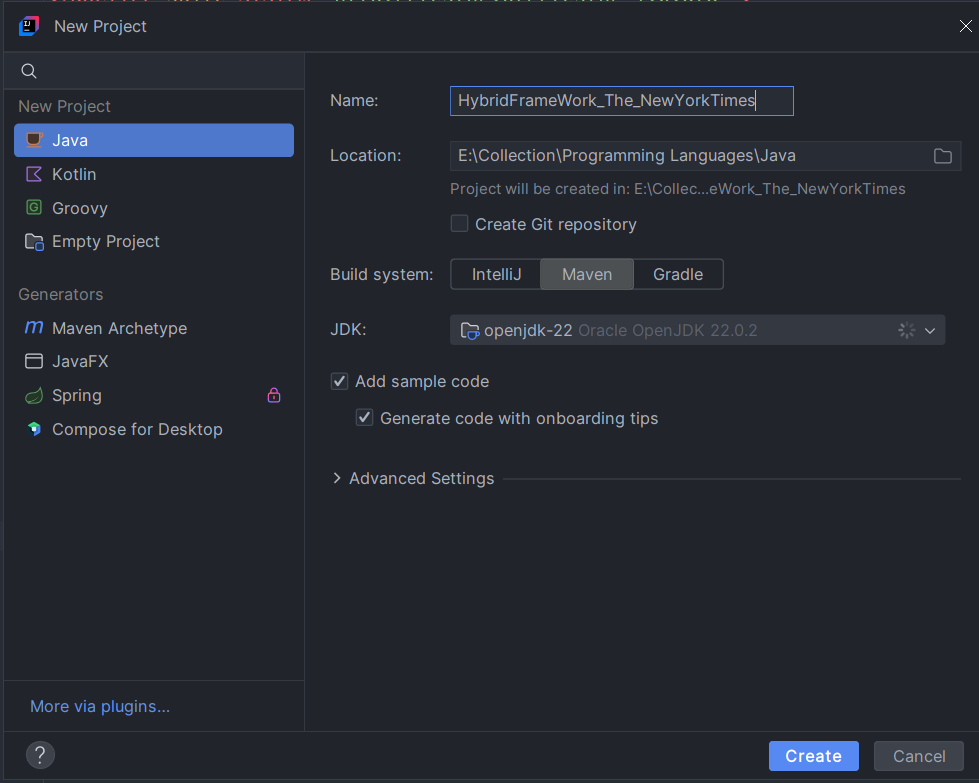 New Project
New Project
Java
Kotlin
Groovy
Empty Project
Generators
Maven Archetype
JavaFX
Spring
Compose for Desktop
More via plugins...
Name: HybridFrameWork_The_NewYorkTimes
Location: E:\Collection\Programming Languages\Java
Project will be created in: E:\Collec...eWork_The_NewYorkTimes
Create Git repository
Build system: IntelliJ Maven Gradle
JDK: openjdk-22 Oracle OpenJDK 22.0.2
Add sample code
Generate code with onboarding tips
Advanced Settings
? Create Cancel